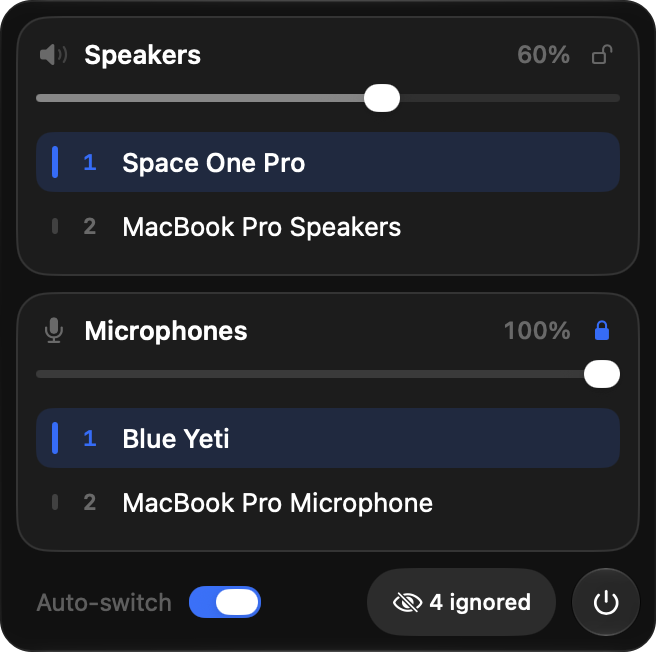 Speakers 60%
1 Space One Pro
2 MacBook Pro Speakers
Microphones 100%
1 Blue Yeti
2 MacBook Pro Microphone
Auto-switch 4 ignored